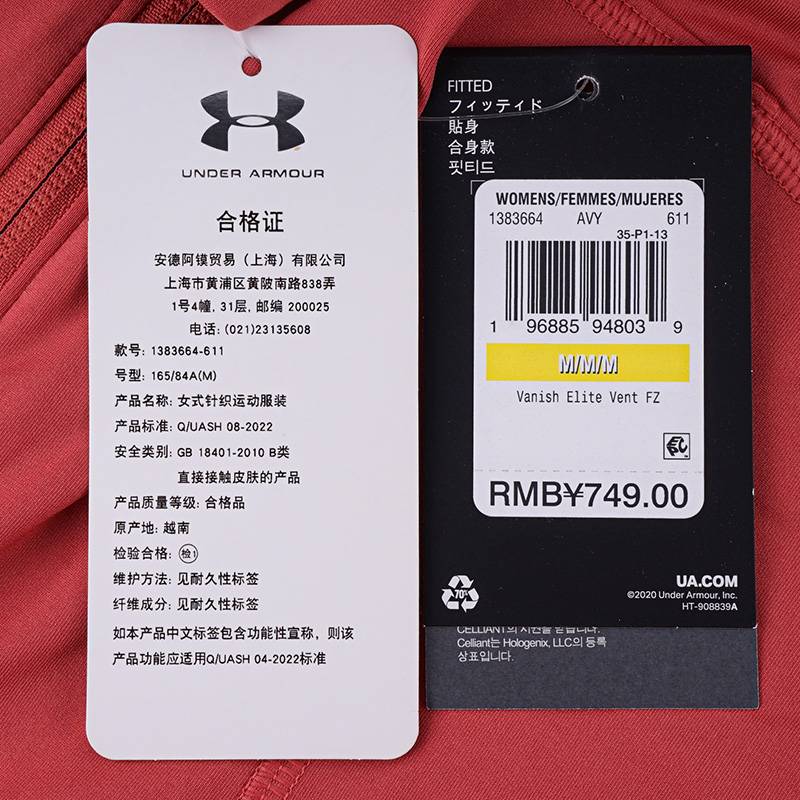 UNDER ARMOUR
合格证
安德阿镆贸易（上海）有限公司
上海市黄浦区黄陂南路838弄
1号4幢, 31层, 邮编 200025
电话: (021)23135608
款号: 1383664-611
号型: 165/84A(M)
产品名称: 女式针织运动服装
产品标准: Q/UASH 08-2022
安全类别: GB 18401-2010 B类
直接接触皮肤的产品
产品质量等级: 合格品
原产地: 越南
检验合格: 检1
维护方法: 见耐久性标签
纤维成分: 见耐久性标签
如本产品中文标签包含功能性宣称，则该
产品功能应适用Q/UASH 04-2022标准
FITTED
フィッティド
貼身
合身款
핏티드
WOMENS/FEMMES/MUJERES
1383664 AVY 611
35-P1-13
1 96885 94803 9
M/M/M
Vanish Elite Vent FZ
RMB¥749.00
70%
UA.COM
©2020 Under Armour, Inc.
HT-908839A
CELLIANT의
Celliant는 Hologenix, LLC의 등록
상표입니다.